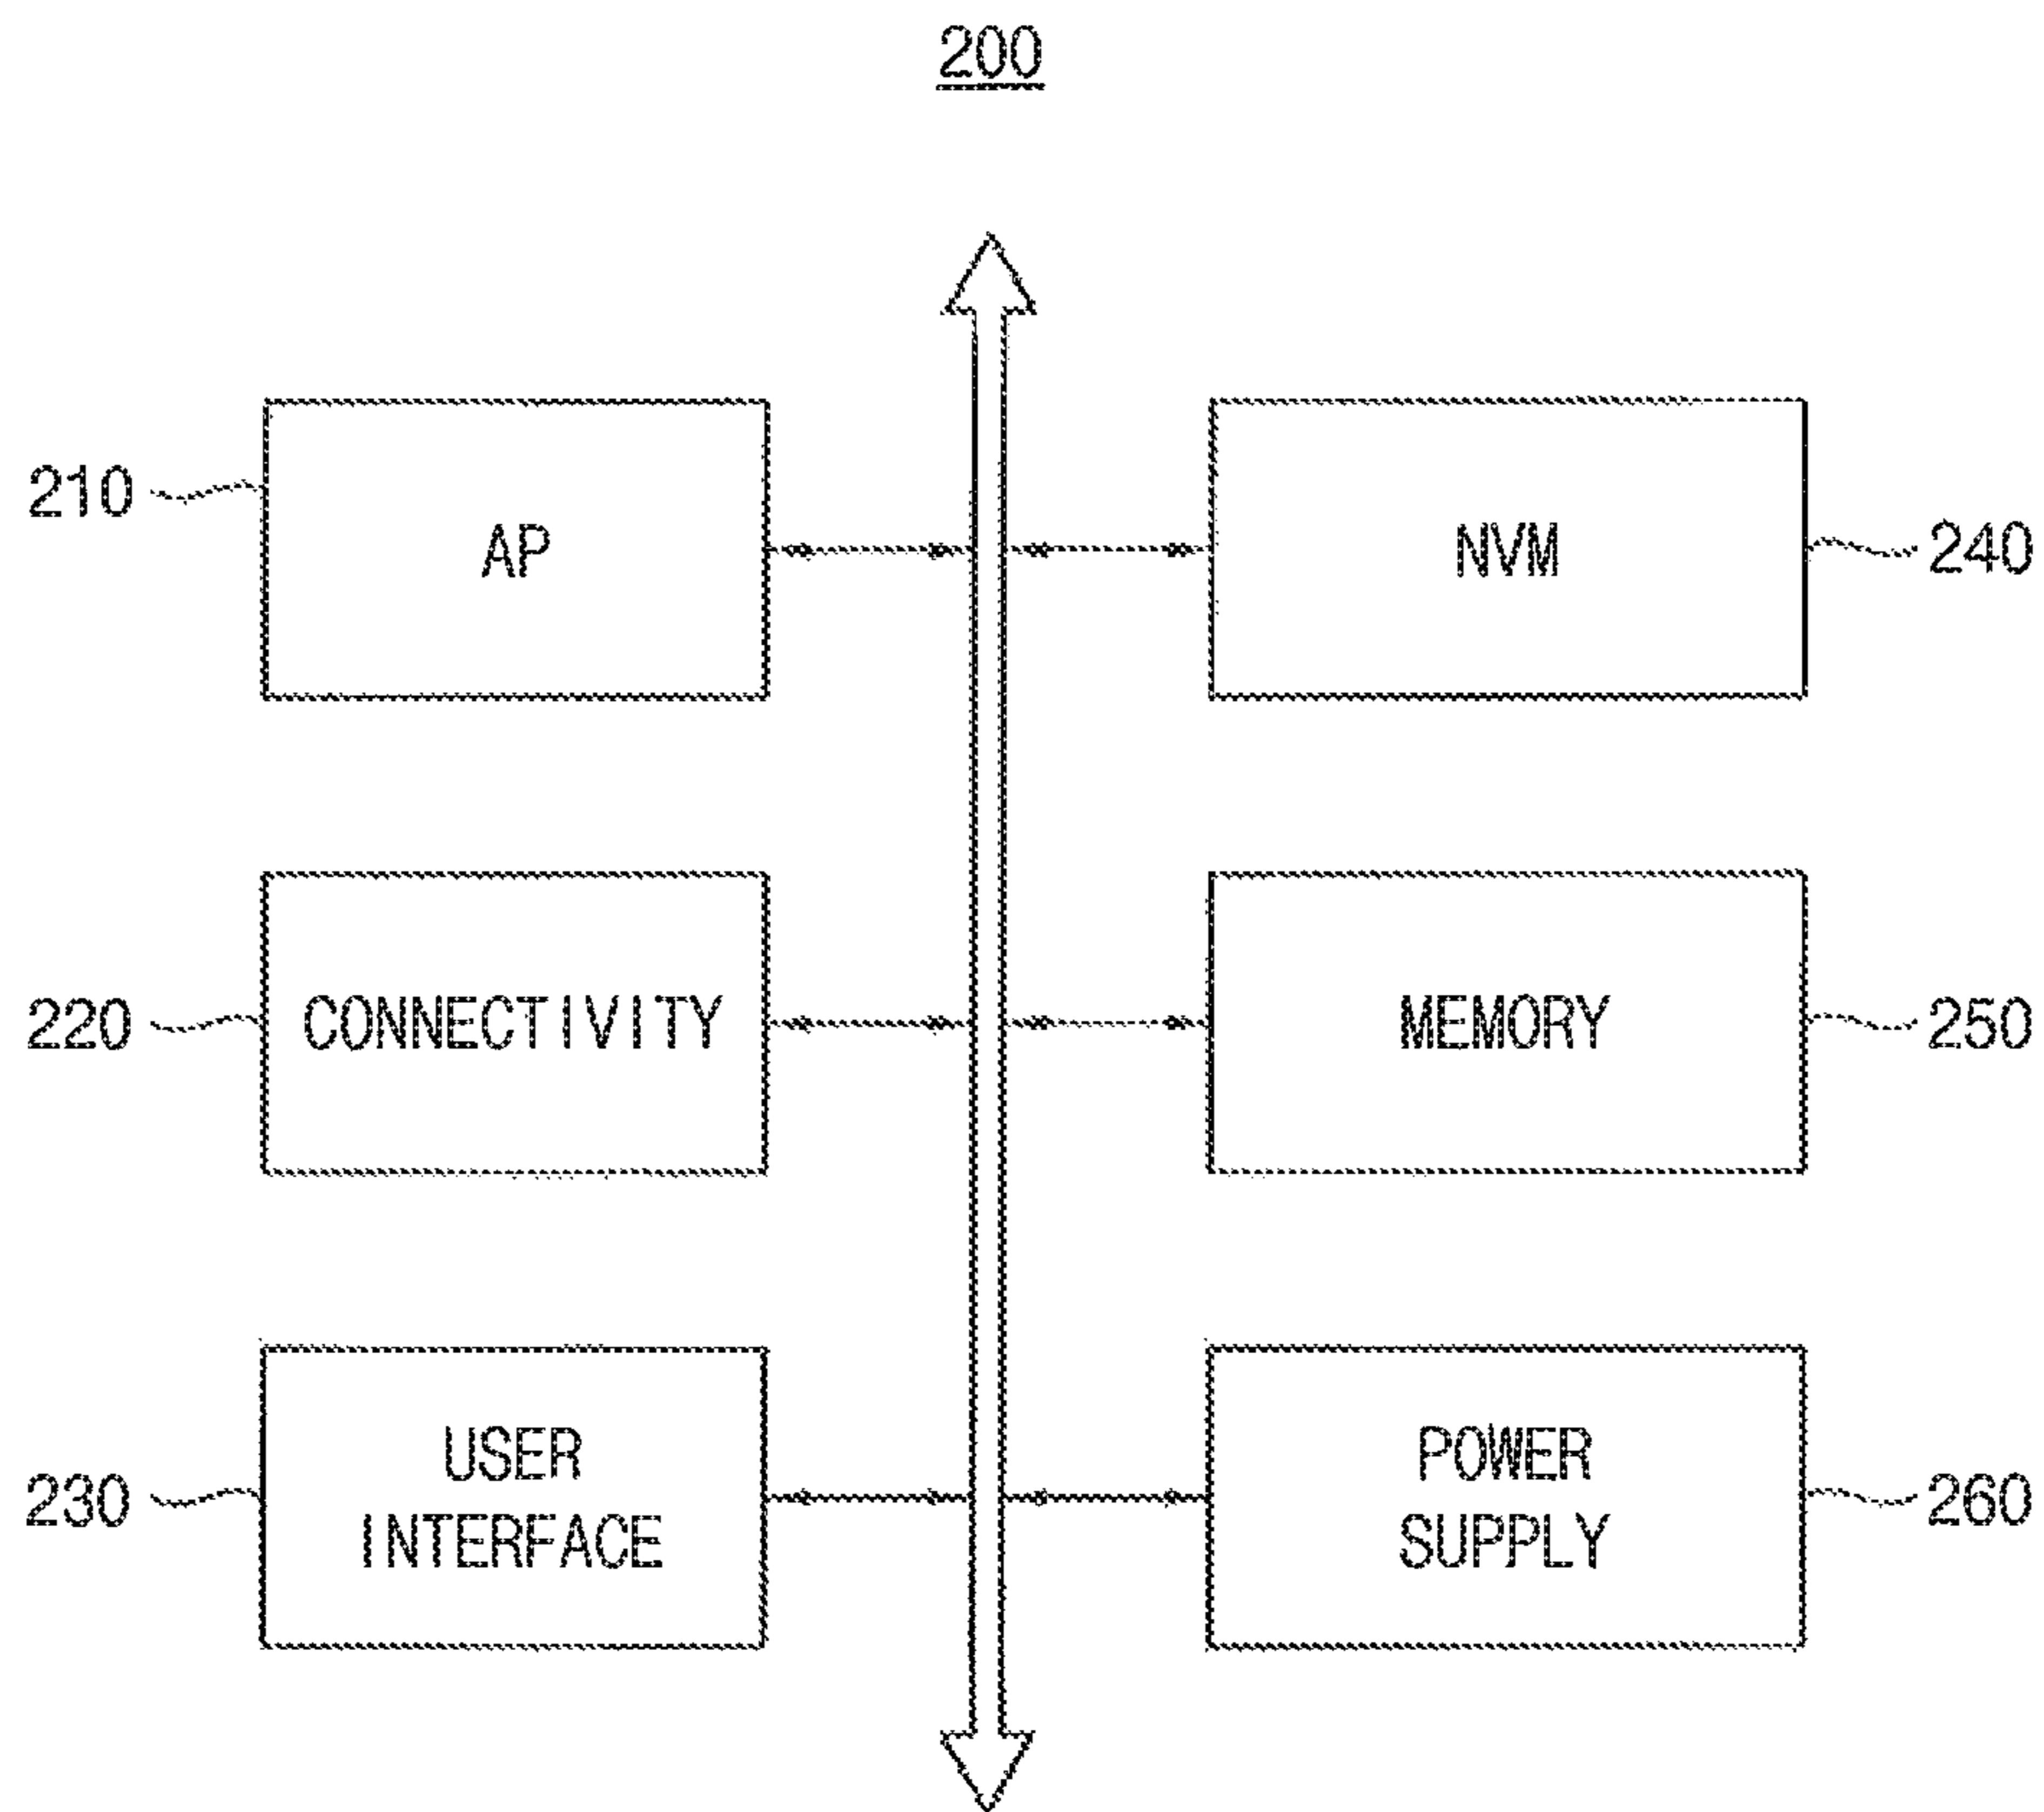 200
210
AP
NVM
240
220
CONNECTIVITY
MEMORY
250
230
USER
INTERFACE
POWER
SUPPLY
260